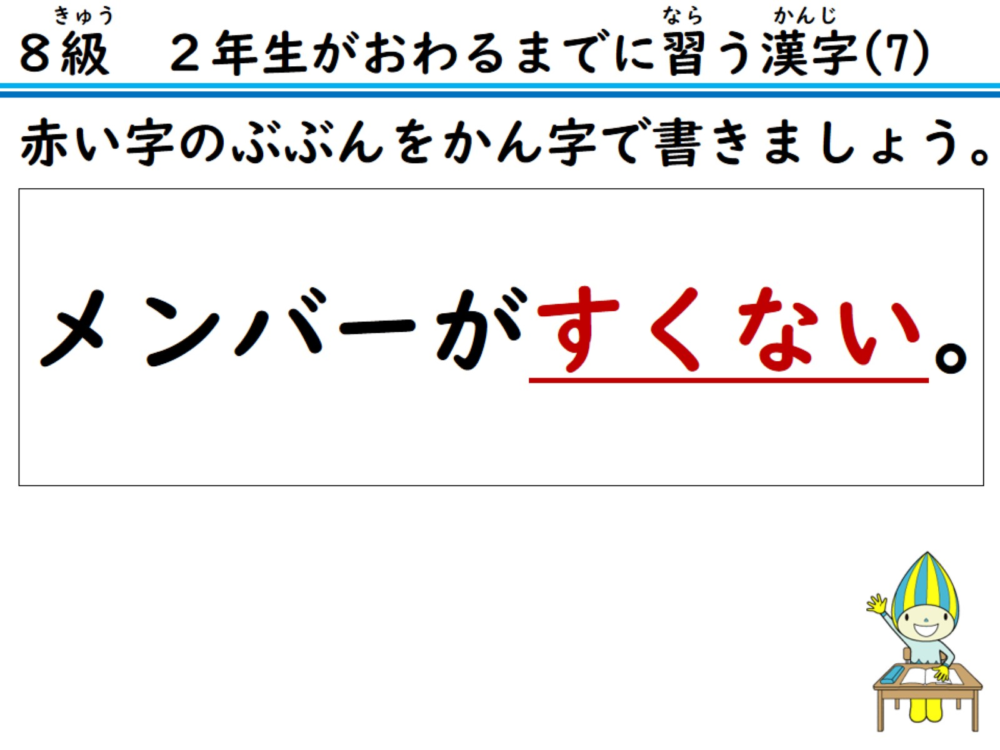 きゅう なら かんじ
8級 2年生がおわるまでに習う漢字(7)
赤い字のぶぶんをかん字で書きましょう。
メンバーがすくない。